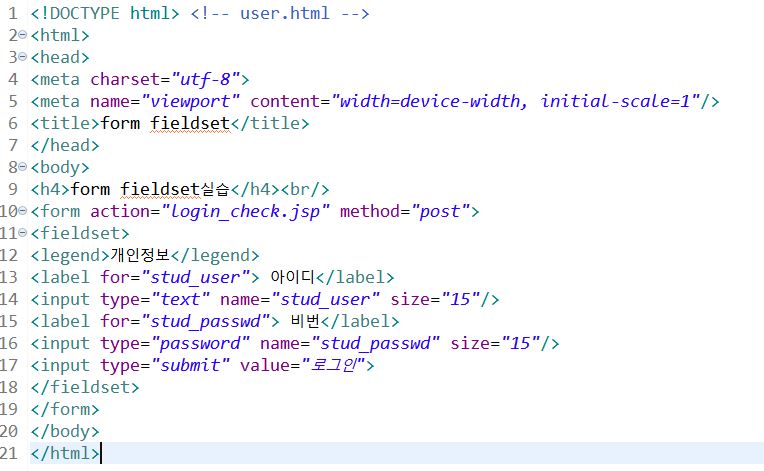 1 <!DOCTYPE html> <!-- user.html -->
2 <html>
3 <head>
4 <meta charset="utf-8">
5 <meta name="viewport" content="width=device-width, initial-scale=1"/>
6 <title>form fieldset</title>
7 </head>
8 <body>
9 <h4>form fieldset실습</h4><br/>
10 <form action="login_check.jsp" method="post">
11 <fieldset>
12 <legend>개인정보</legend>
13 <label for="stud_user"> 아이디</label>
14 <input type="text" name="stud_user" size="15"/>
15 <label for="stud_passwd"> 비번</label>
16 <input type="password" name="stud_passwd" size="15"/>
17 <input type="submit" value="로그인">
18 </fieldset>
19 </form>
20 </body>
21 </html>